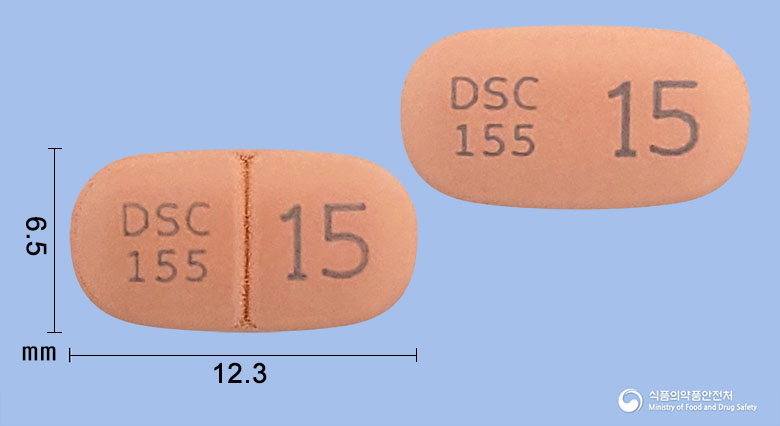 DSC
155
15
DSC
155
15
6.5
mm
12.3
식품의약품안전처
Ministry of Food and Drug Safety